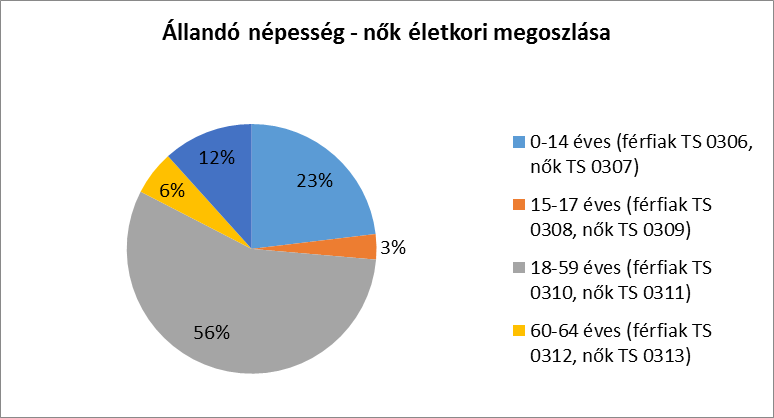 Állandó népesség - nők életkori megoszlása
12%
23%
6%
3%
56%
0-14 éves (férfiak TS 0306,
nők TS 0307)
15-17 éves (férfiak TS
0308, nők TS 0309)
18-59 éves (férfiak TS
0310, nők TS 0311)
60-64 éves (férfiak TS
0312, nők TS 0313)